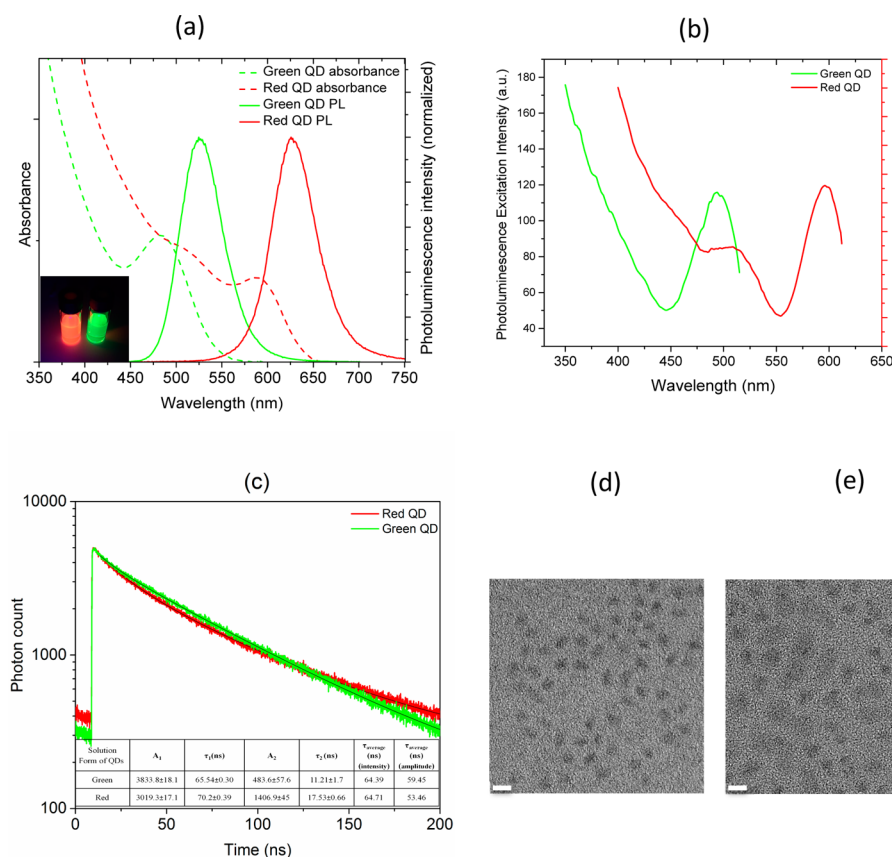 (a)
Green QD absorbance
Red QD absorbance
Green QD PL
Red QD PL
Absorbance
Photoluminescence intensity (normalized)
350 400 450 500 550 600 650 700 750
Wavelength (nm)
(b)
Green QD
Red QD
Photoluminescence Excitation Intensity (a.u.)
180
160
140
120
100
80
60
40
350 400 450 500 550 600 650
Wavelength (nm)
(c)
Red QD
Green QD
Photon count
10000
1000
100
Solution Form of QDs A1 τ1(ns) A2 τ2 (ns) τaverage (ns) (intensity) τaverage (ns) (amplitude)
Green 3833.8±18.1 65.54±0.30 483.6±57.6 11.21±1.7 64.39 59.45
Red 3019.3±17.1 70.2±0.39 1406.9±45 17.53±0.66 64.71 53.46
0 50 100 150 200
Time (ns)
(d)
(e)